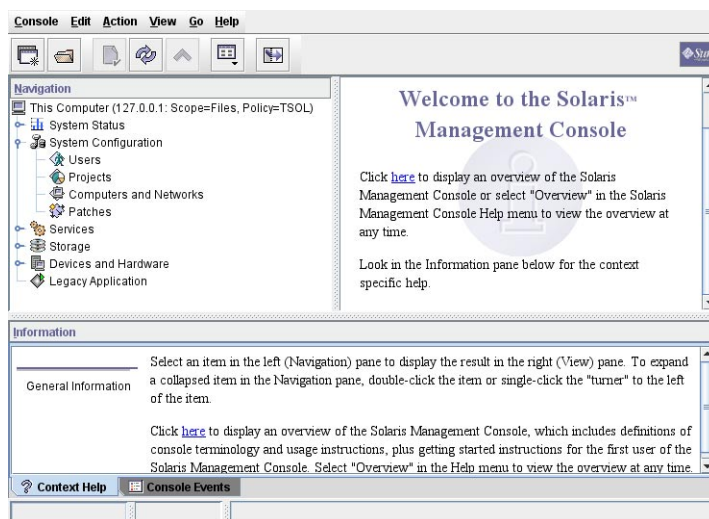 Console Edit Action View Go Help
Sun
Navigation
This Computer (127.0.0.1: Scope=Files, Policy=TSOL)
System Status
System Configuration
Users
Projects
Computers and Networks
Patches
Services
Storage
Devices and Hardware
Legacy Application
Welcome to the Solaris™
Management Console
Click here to display an overview of the Solaris
Management Console or select "Overview" in the Solaris
Management Console Help menu to view the overview at
any time.
Look in the Information pane below for the context
specific help.
Information
General Information
Select an item in the left (Navigation) pane to display the result in the right (View) pane. To expand
a collapsed item in the Navigation pane, double-click the item or single-click the "turner" to the left
of the item.
Click here to display an overview of the Solaris Management Console, which includes definitions of
console terminology and usage instructions, plus getting started instructions for the first user of the
Solaris Management Console. Select "Overview" in the Help menu to view the overview at any time.
Context Help
Console Events